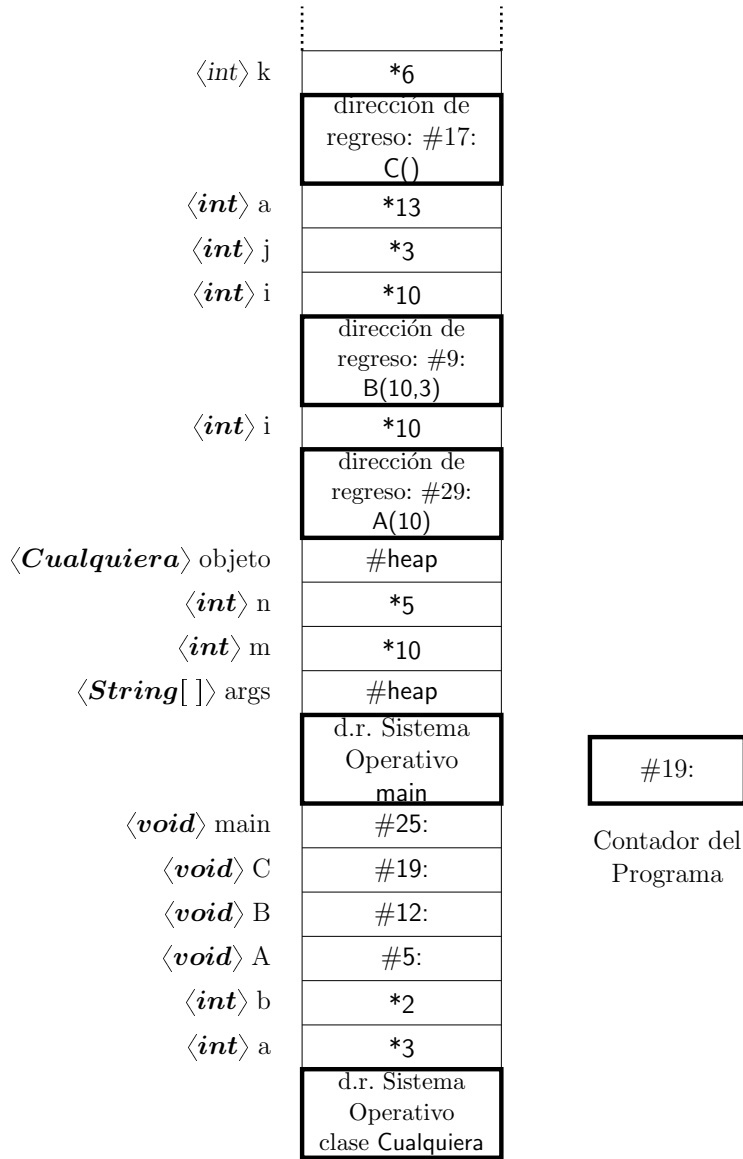 ⟨int⟩ k *6
dirección de
regreso: #17:
C()
⟨int⟩ a *13
⟨int⟩ j *3
⟨int⟩ i *10
dirección de
regreso: #9:
B(10,3)
⟨int⟩ i *10
dirección de
regreso: #29:
A(10)
⟨Cualquiera⟩ objeto #heap
⟨int⟩ n *5
⟨int⟩ m *10
⟨String[ ]⟩ args #heap
d.r. Sistema
Operativo
main
#19:
Contador del
Programa
⟨void⟩ main #25:
⟨void⟩ C #19:
⟨void⟩ B #12:
⟨void⟩ A #5:
⟨int⟩ b *2
⟨int⟩ a *3
d.r. Sistema
Operativo
clase Cualquiera